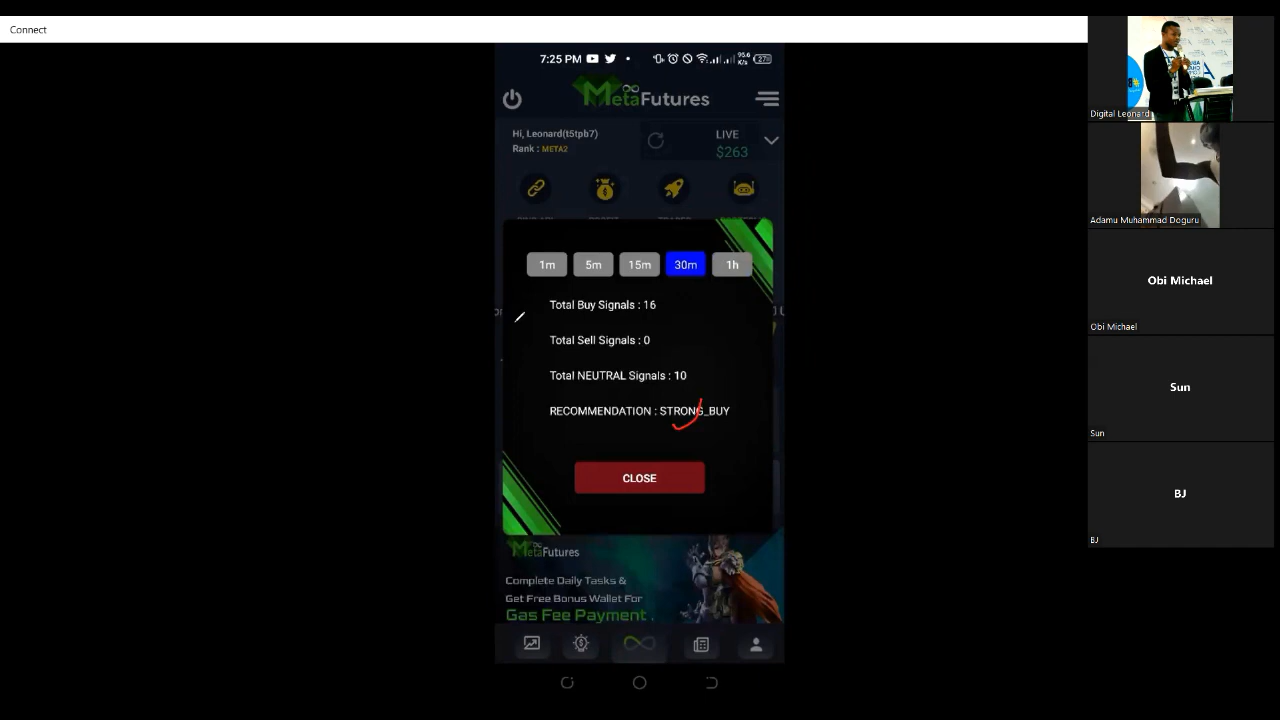 Connect
7:25 PM
95.6
K/s
27
MetaFutures
Hi, Leonard(t5tpb7)
Rank : META2
LIVE
$263
1m 5m 15m 30m 1h
Total Buy Signals : 16
Total Sell Signals : 0
Total NEUTRAL Signals : 10
RECOMMENDATION : STRONG_BUY
CLOSE
MetaFutures
Complete Daily Tasks &
Get Free Bonus Wallet For
Gas Fee Payment .
Digital Leonard
Adamu Muhammad Doguru
Obi Michael
Obi Michael
Sun
Sun
BJ
BJ